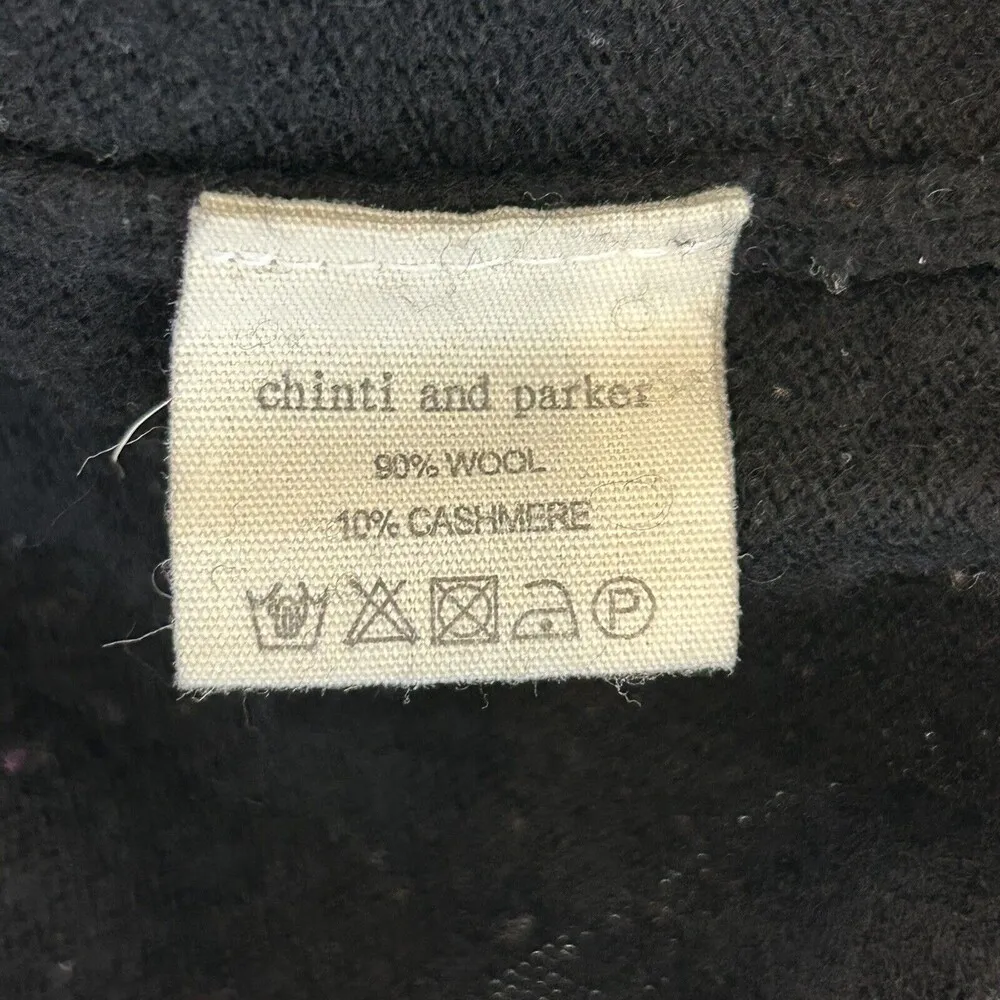 chinti and parker
90% WOOL
10% CASHMERE
P